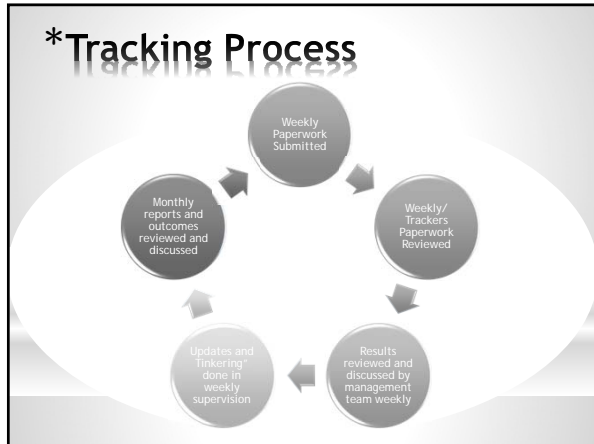 *Tracking Process
Weekly
Paperwork
Submitted
Weekly/
Trackers
Paperwork
Reviewed
Results
reviewed and
discussed by
management
team weekly
Updates and
Tinkering”
done in
weekly
supervision
Monthly
reports and
outcomes
reviewed and
discussed